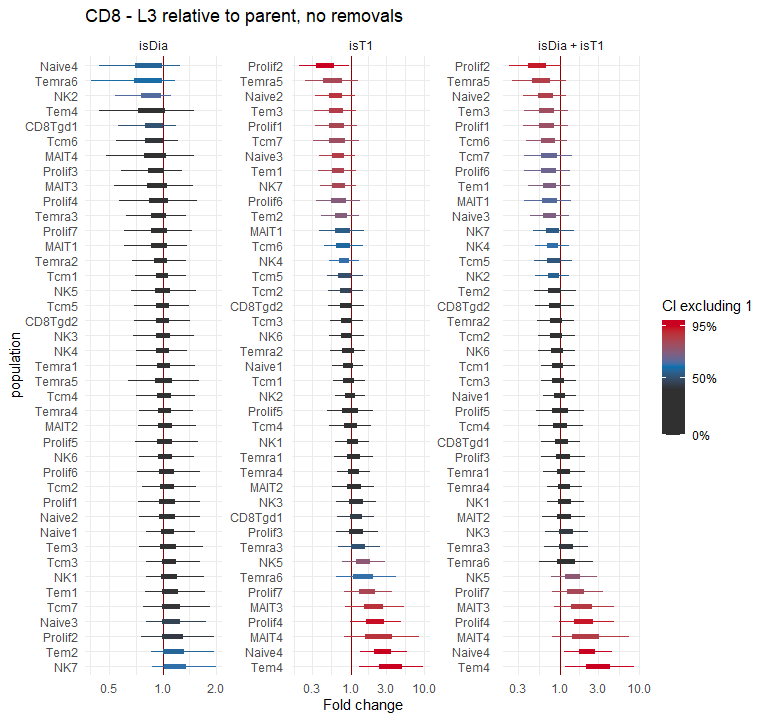 CD8 - L3 relative to parent, no removals
isDia
isT1
isDia + isT1
population
Naive4
Temra6
NK2
Tem4
CD8Tgd1
Tcm6
MAIT4
Prolif3
MAIT3
Prolif4
Temra3
Prolif7
MAIT1
Temra2
Tcm1
NK5
Tcm5
CD8Tgd2
NK3
NK4
Temra1
Temra5
Tcm4
Temra4
MAIT2
Prolif5
NK6
Prolif6
Tcm2
Prolif1
Naive2
Naive1
Tem3
Tcm3
NK1
Tem1
Tcm7
Naive3
Prolif2
Tem2
NK7
0.5
1.0
2.0
Prolif2
Temra5
Naive2
Tem3
Prolif1
Tcm7
Naive3
Tem1
NK7
Prolif6
Tem2
MAIT1
Tcm6
NK4
Tcm5
Tcm2
CD8Tgd2
Tcm3
NK6
Temra2
Naive1
Tcm1
NK2
Prolif5
Tcm4
NK1
Temra1
Temra4
MAIT2
NK3
CD8Tgd1
Prolif3
Temra3
NK5
Temra6
Prolif7
MAIT3
Prolif4
MAIT4
Naive4
Tem4
0.3
1.0
3.0
10.0
Prolif2
Temra5
Naive2
Tem3
Prolif1
Tcm6
Tcm7
Prolif6
Tem1
MAIT1
Naive3
NK7
NK4
Tcm5
NK2
Tem2
CD8Tgd2
Temra2
Tcm2
NK6
Tcm1
Tcm3
Naive1
Prolif5
Tcm4
CD8Tgd1
Prolif3
Temra1
Temra4
NK1
MAIT2
NK3
Temra3
Temra6
NK5
Prolif7
MAIT3
Prolif4
MAIT4
Naive4
Tem4
0.3
1.0
3.0
10.0
Fold change
CI excluding 1
95%
50%
0%